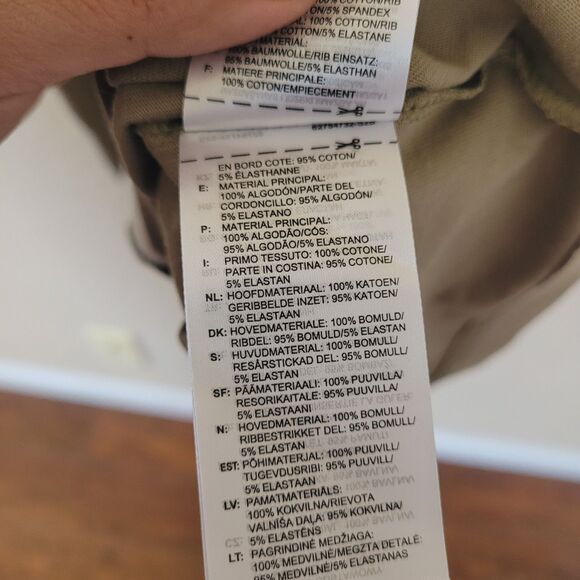 100% COTTON/RIB
5% SPANDEX
100% COTTON/RIB
COTTON/5% ELASTANE
MATERIAL:
100% BAUMWOLLE/RIB EINSATZ:
95% BAUMWOLLE/5% ELASTHAN
F: MATIERE PRINCIPALE:
100% COTON/EMPIECEMENT
EN BORD COTE: 95% COTON/
5% ÉLASTHANNE
E: MATERIAL PRINCIPAL:
100% ALGODÓN/PARTE DEL
CORDONCILLO: 95% ALGODÓN/
5% ELASTANO
P: MATERIAL PRINCIPAL:
100% ALGODÃO/CÓS:
95% ALGODÃO/5% ELASTANO
I: PRIMO TESSUTO: 100% COTONE/
PARTE IN COSTINA: 95% COTONE/
5% ELASTAN
NL: HOOFDMATERIAAL: 100% KATOEN/
GERIBBELDE INZET: 95% KATOEN/
5% ELASTAAN
DK: HOVEDMATERIALE: 100% BOMULD/
RIBDEL: 95% BOMULD/5% ELASTAN
S: HUVUDMATERIAL: 100% BOMULL/
RESÅRSTICKAD DEL: 95% BOMULL/
5% ELASTAN
SF: PÄÄMATERIAALI: 100% PUUVILLA/
RESORIKAITALE: 95% PUUVILLA/
5% ELASTAANI
N: HOVEDMATERIAL: 100% BOMULL/
RIBBESTRIKKET DEL: 95% BOMULL/
5% ELASTAN
EST: PÕHIMATERJAL: 100% PUUVILL/
TUGEVDUSRIBI: 95% PUUVILL/
5% ELASTAAN
LV: PAMATMATERIĀLS:
100% KOKVILNA/RIEVOTA
VALNĪŠA DAĻA: 95% KOKVILNA/
5% ELASTĒNS
LT: PAGRINDINĖ MEDŽIAGA:
100% MEDVILNĖ/MEGZTA DETALĖ:
95% MEDVILNĖ/5% ELASTANAS